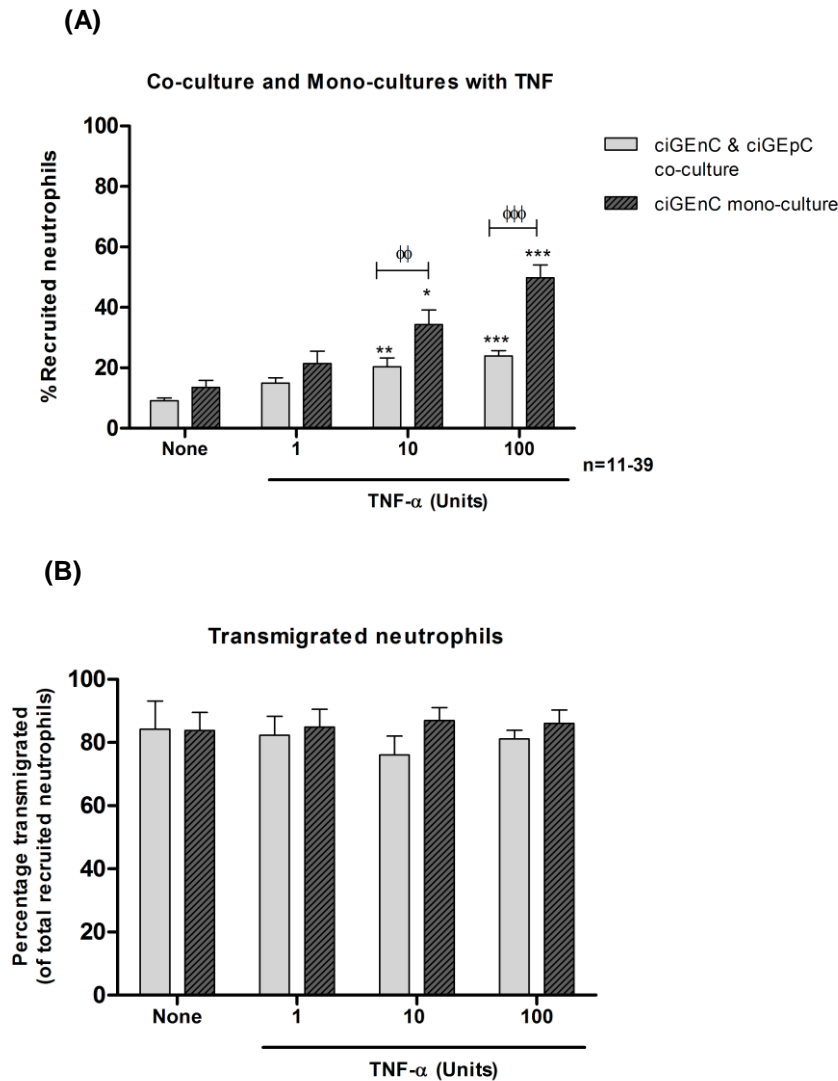 (A)
Co-culture and Mono-cultures with TNF
% Recruited neutrophils
100
80
60
40
20
0
ciGEnC & ciGEpC
co-culture
ciGEnC mono-culture
ϕϕϕ
***
ϕϕ
*
**
***
None
1
10
100
n=11-39
TNF-α (Units)
(B)
Transmigrated neutrophils
Percentage transmigrated
(of total recruited neutrophils)
100
80
60
40
20
0
None
1
10
100
TNF-α (Units)